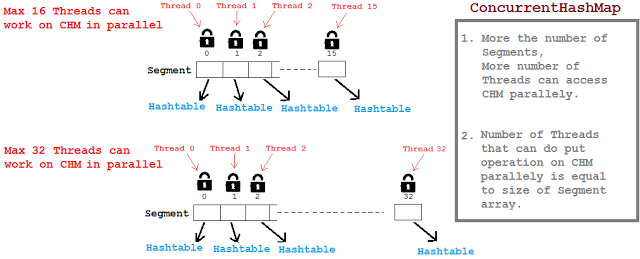 Max 16 Threads can
work on CHM in parallel
Thread 0
Thread 1
Thread 2
Thread 15
0
1
2
15
Segment
Hashtable
Hashtable
Hashtable
Hashtable
Max 32 Threads can
work on CHM in parallel
Thread 0
Thread 1
Thread 2
Thread 32
0
1
2
32
Segment
Hashtable
Hashtable
Hashtable
Hashtable
ConcurrentHashMap
1. More the number of
Segments,
More number of
Threads can access
CHM parallely.
2. Number of Threads
that can do put
operation on CHM
parallely is equal
to size of Segment
array.